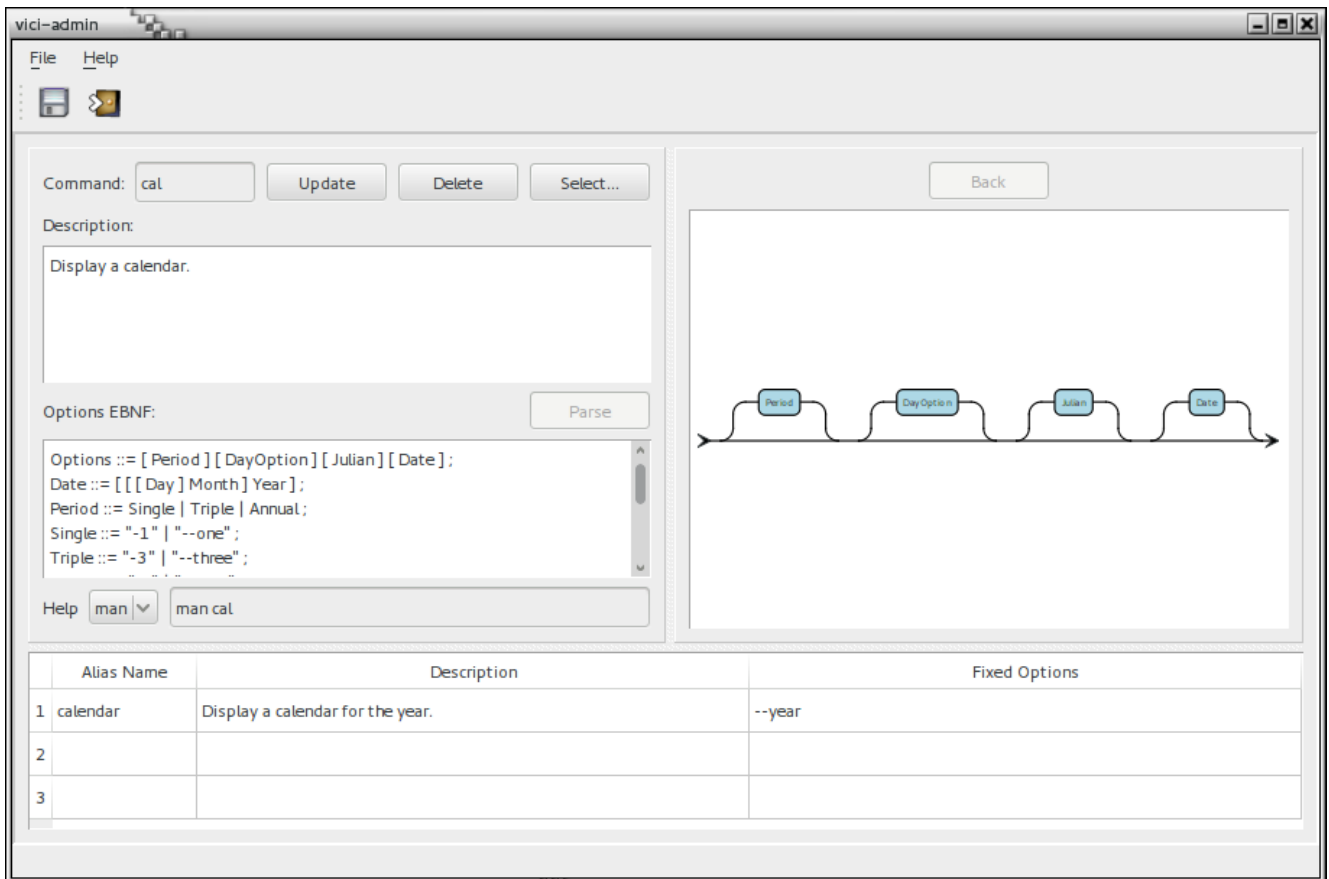 vici-admin
File Help
Command: cal Update Delete Select...
Description:
Display a calendar.
Options EBNF: Parse
Options ::= [ Period ] [ DayOption ] [ Julian ] [ Date ] ;
Date ::= [ [ [ Day ] Month ] Year ] ;
Period ::= Single | Triple | Annual ;
Single ::= "-1" | "--one" ;
Triple ::= "-3" | "--three" ;
Help man man cal
Back
Period DayOption Julian Date
Alias Name Description Fixed Options
1 calendar Display a calendar for the year. --year
2
3